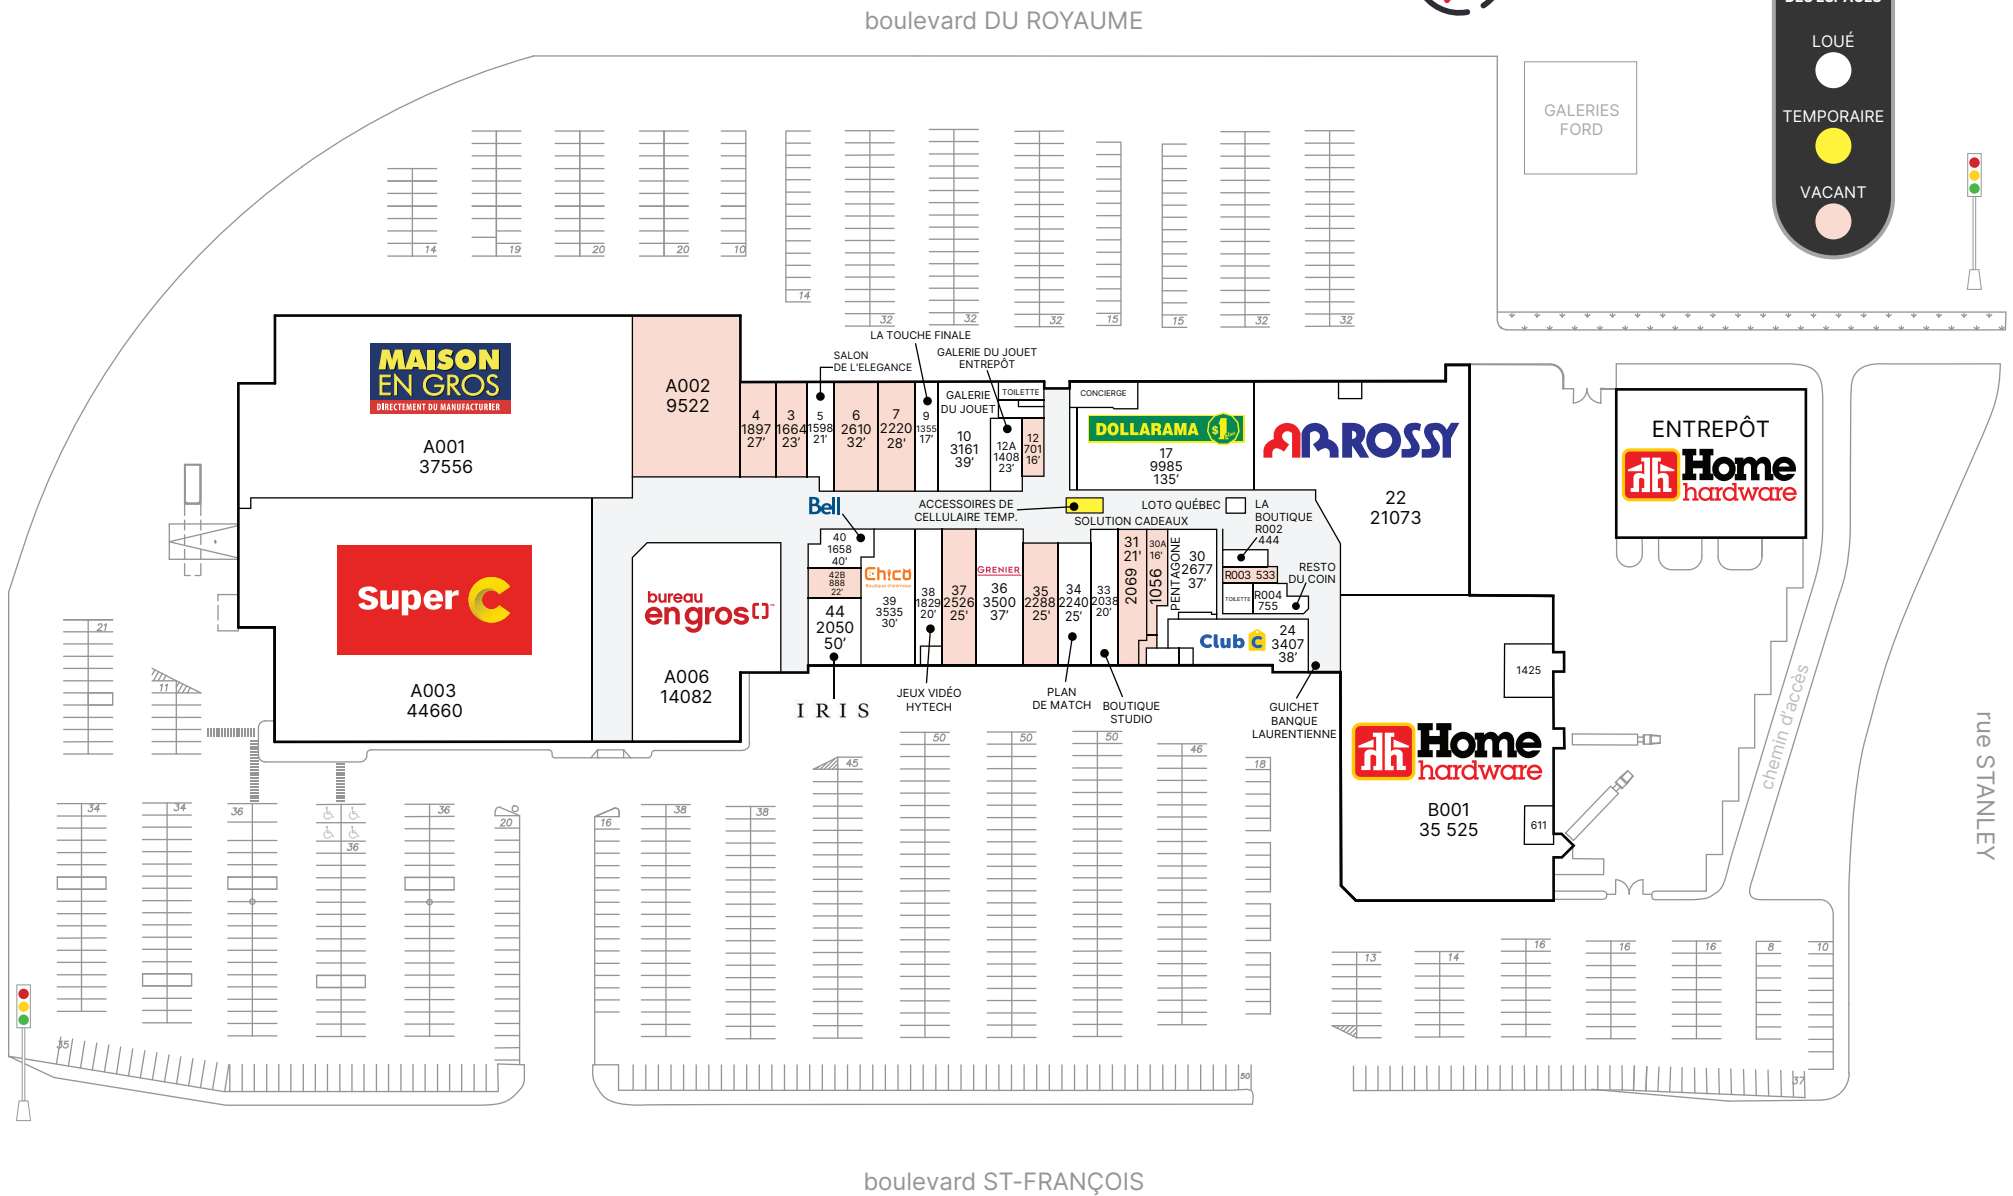 boulevard DU ROYAUME
LOUÉ
TEMPORAIRE
VACANT
GALERIES
FORD
14
19
20
20
10
14
32
32
32
15
15
32
32
LA TOUCHE FINALE
SALON
DE L'ELEGANCE
GALERIE DU JOUET
ENTREPÔT
MAISON
EN GROS
DIRECTEMENT DU MANUFACTURIER
A001
37556
A002
9522
4
1897
27'
3
1664
23'
5
1598
21'
6
2610
32'
7
2220
28'
9
1355
17'
GALERIE
DU JOUET
10
3161
39'
TOILETTE
12A
1408
23'
12
701
16'
CONCIERGE
DOLLARAMA $1
17
9985
135'
ROSSY
22
21073
ENTREPÔT
Home
hardware
Bell
ACCESSOIRES DE
CELLULAIRE TEMP.
LOTO QUÉBEC
SOLUTION CADEAUX
LA
BOUTIQUE
R002
444
Super C
A003
44660
bureau
en gros
A006
14082
40
1658
40'
42B
888
22'
44
2050
50'
IRIS
Chico
39
3535
30'
38
1829
20'
37
2526
25'
GRENIER
36
3500
37'
35
2288
25'
34
2240
25'
33
2038
20'
31
21'
2069
30A
16'
1056
PENTAGONE
30
2677
37'
R003 533
RESTO
DU COIN
TOILETTE
R004
755
Club C
24
3407
38'
JEUX VIDÉO
HYTECH
PLAN
DE MATCH
BOUTIQUE
STUDIO
GUICHET
BANQUE
LAURENTIENNE
1425
Home
hardware
B001
35 525
611
chemin d'accès
rue STANLEY
21
11
34
34
36
36
36
20
16
38
38
45
50
50
50
46
18
13
14
16
16
16
8
10
35
50
37
boulevard ST-FRANÇOIS